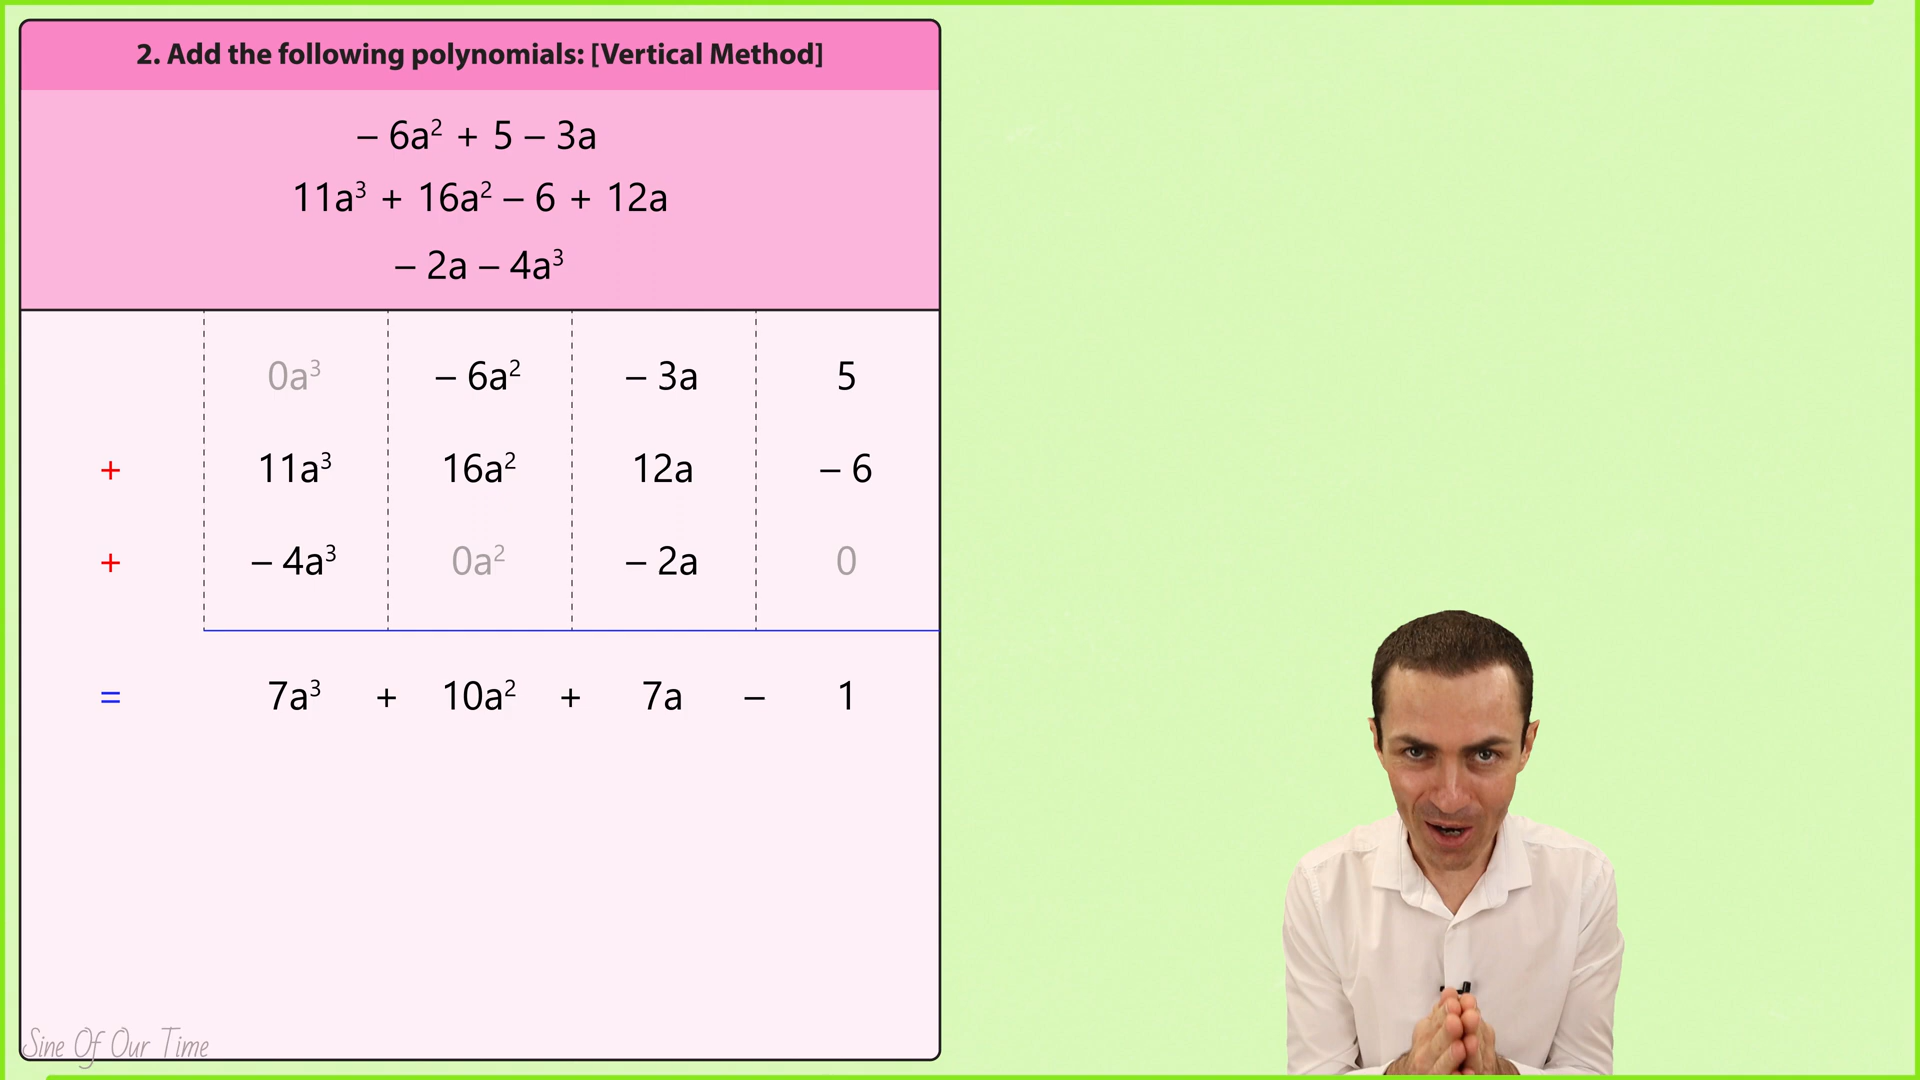 2. Add the following polynomials: [Vertical Method]
– 6a² + 5 – 3a
11a³ + 16a² – 6 + 12a
– 2a – 4a³
0a³ – 6a² – 3a 5
+ 11a³ 16a² 12a – 6
+ – 4a³ 0a² – 2a 0
= 7a³ + 10a² + 7a – 1
Sine Of Our Time